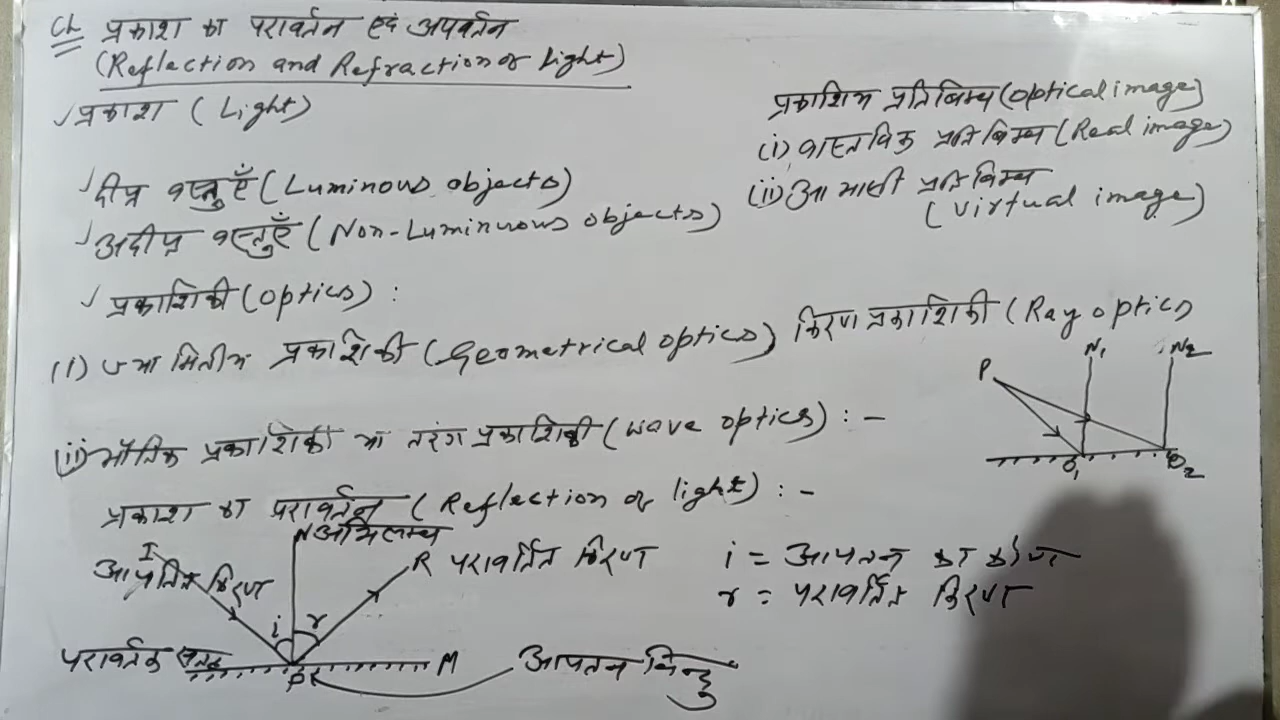 Ch प्रकाश का परावर्तन एवं अपवर्तन
(Reflection and Refraction of Light)
प्रकाश (Light)
दीप्त वस्तुएँ (Luminous objects)
अदीप्त वस्तुएँ (Non-Luminuous objects)
प्रकाशिकी (optics) :
(i) ज्यामितीय प्रकाशिकी (Geometrical optics) किरण प्रकाशिकी (Ray optics
(ii) भौतिक प्रकाशिकी या तरंग प्रकाशिकी (wave optics) : -
प्रकाश का परावर्तन (Reflection of light) : -
प्रकाशिक प्रतिबिम्ब (optical image)
(i) वास्तविक प्रतिबिम्ब (Real image)
(ii) आभासी प्रतिबिम्ब
(virtual image)
P N₁ N₂
O₁ O₂
N अभिलम्ब
I
आपतित किरण
R परावर्तित किरण
i r
परावर्तक सतह
M
आपतन बिन्दु
i = आपतन का कोण
r = परावर्तित किरण